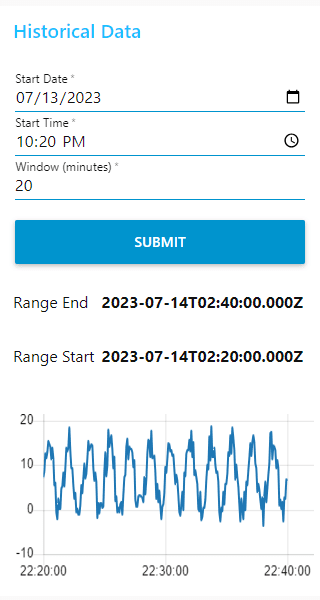 Historical Data
Start Date *
07/13/2023
Start Time *
10:20 PM
Window (minutes) *
20
SUBMIT
Range End 2023-07-14T02:40:00.000Z
Range Start 2023-07-14T02:20:00.000Z
20
10
0
-10
22:20:00 22:30:00 22:40:00